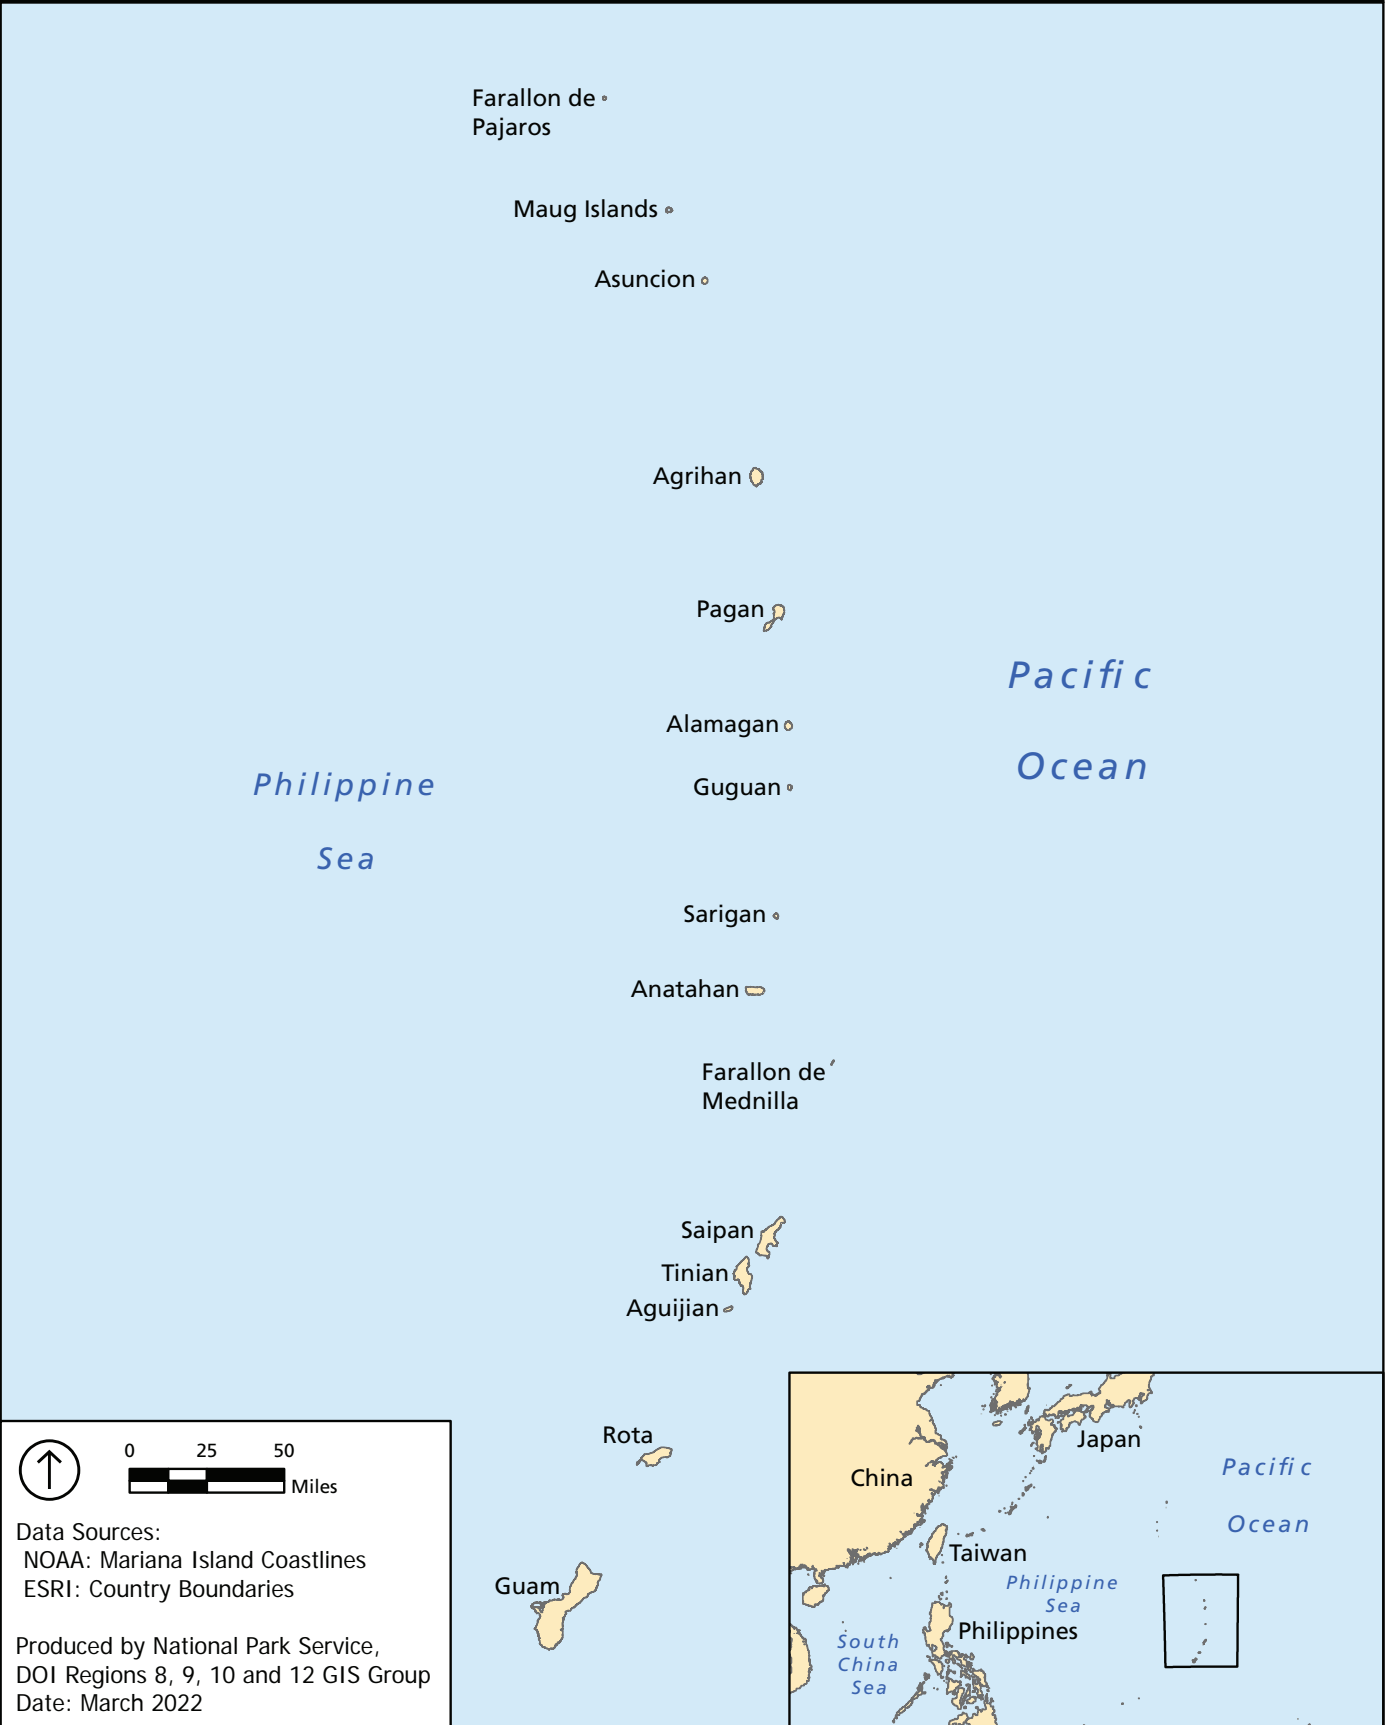 Farallon de
Pajaros
Maug Islands
Asuncion
Agrihan
Pagan
Pacific
Ocean
Alamagan
Philippine
Sea
Guguan
Sarigan
Anatahan
Farallon de
Mednilla
Saipan
Tinian
Aguijian
Rota
Guam
0 25 50
Miles
Data Sources:
NOAA: Mariana Island Coastlines
ESRI: Country Boundaries
Produced by National Park Service,
DOI Regions 8, 9, 10 and 12 GIS Group
Date: March 2022
Japan
China
Pacific
Ocean
Taiwan
Philippine
Sea
Philippines
South
China
Sea